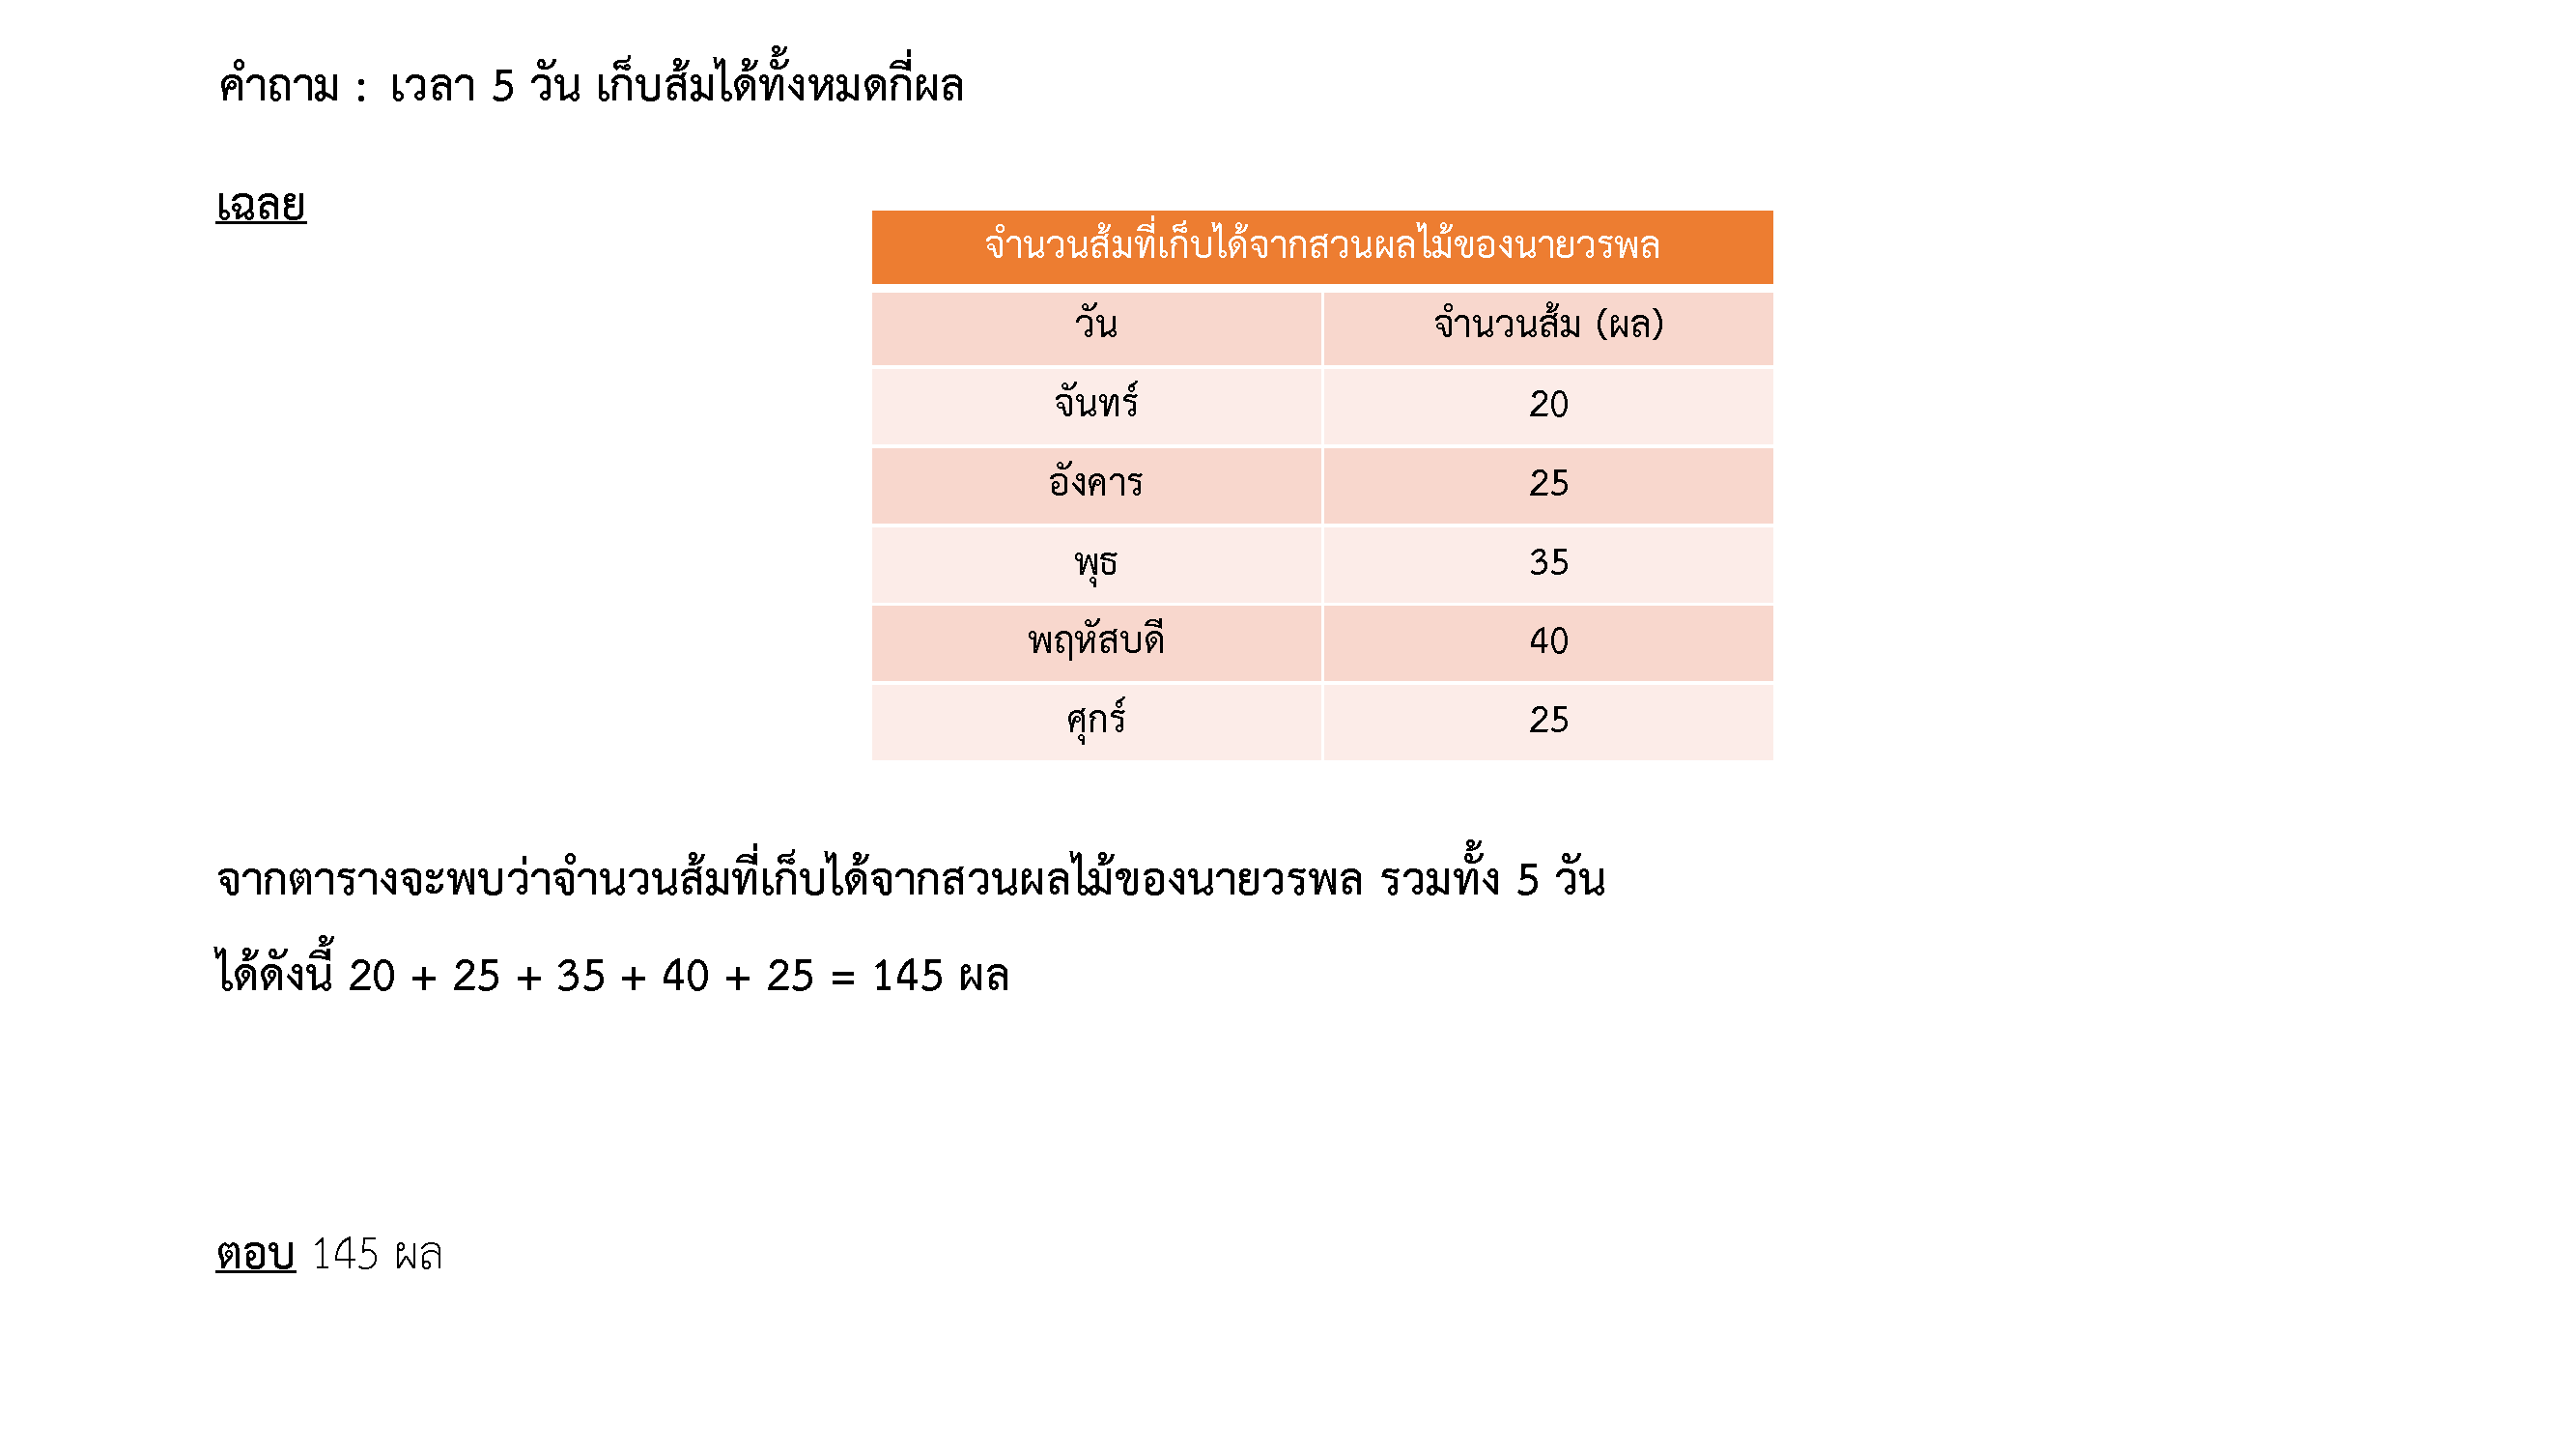 คำถาม : เวลา 5 วัน เก็บส้มได้ทั้งหมดกี่ผล
เฉลย
จำนวนส้มที่เก็บได้จากสวนผลไม้ของนายวรพล
วัน จำนวนส้ม (ผล)
จันทร์ 20
อังคาร 25
พุธ 35
พฤหัสบดี 40
ศุกร์ 25
จากตารางจะพบว่าจำนวนส้มที่เก็บได้จากสวนผลไม้ของนายวรพล รวมทั้ง 5 วัน
ได้ดังนี้ 20 + 25 + 35 + 40 + 25 = 145 ผล
ตอบ 145 ผล